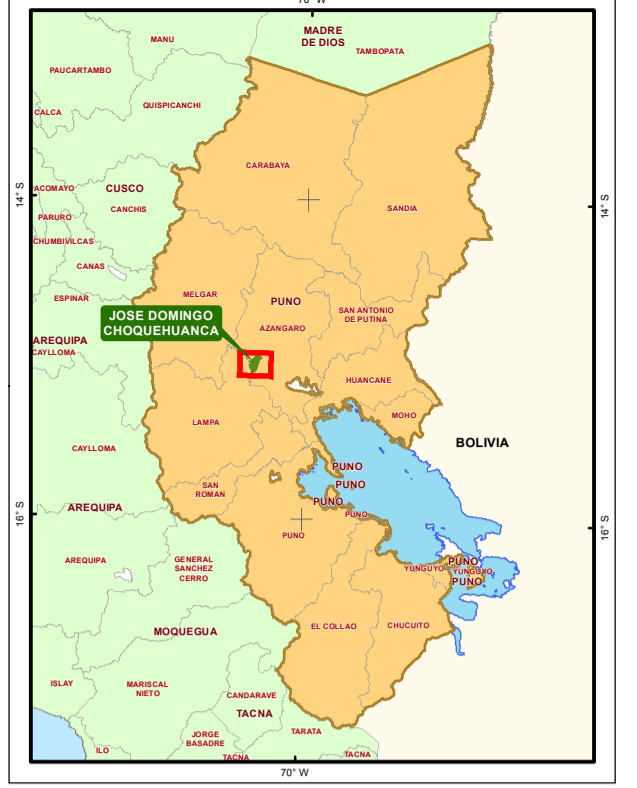 70° W
MADRE
DE DIOS
MANU
TAMBOPATA
PAUCARTAMBO
QUISPICANCHI
CALCA
CARABAYA
ACOMAYO
CUSCO
14° S
SANDIA
14° S
CANCHIS
PARURO
CHUMBIVILCAS
CANAS
ESPINAR
MELGAR
PUNO
SAN ANTONIO
DE PUTINA
JOSE DOMINGO
CHOQUEHUANCA
AZANGARO
AREQUIPA
CAYLLOMA
HUANCANE
MOHO
LAMPA
BOLIVIA
CAYLLOMA
PUNO
PUNO
SAN
ROMAN
PUNO
PUNO
AREQUIPA
16° S
16° S
PUNO
AREQUIPA
GENERAL
SANCHEZ
CERRO
PUNO
YUNGUYO
YUNGUYO
PUNO
EL COLLAO
CHUCUITO
MOQUEGUA
ISLAY
MARISCAL
NIETO
CANDARAVE
TACNA
JORGE
BASADRE
TARATA
ILO
TACNA
TACNA
70° W